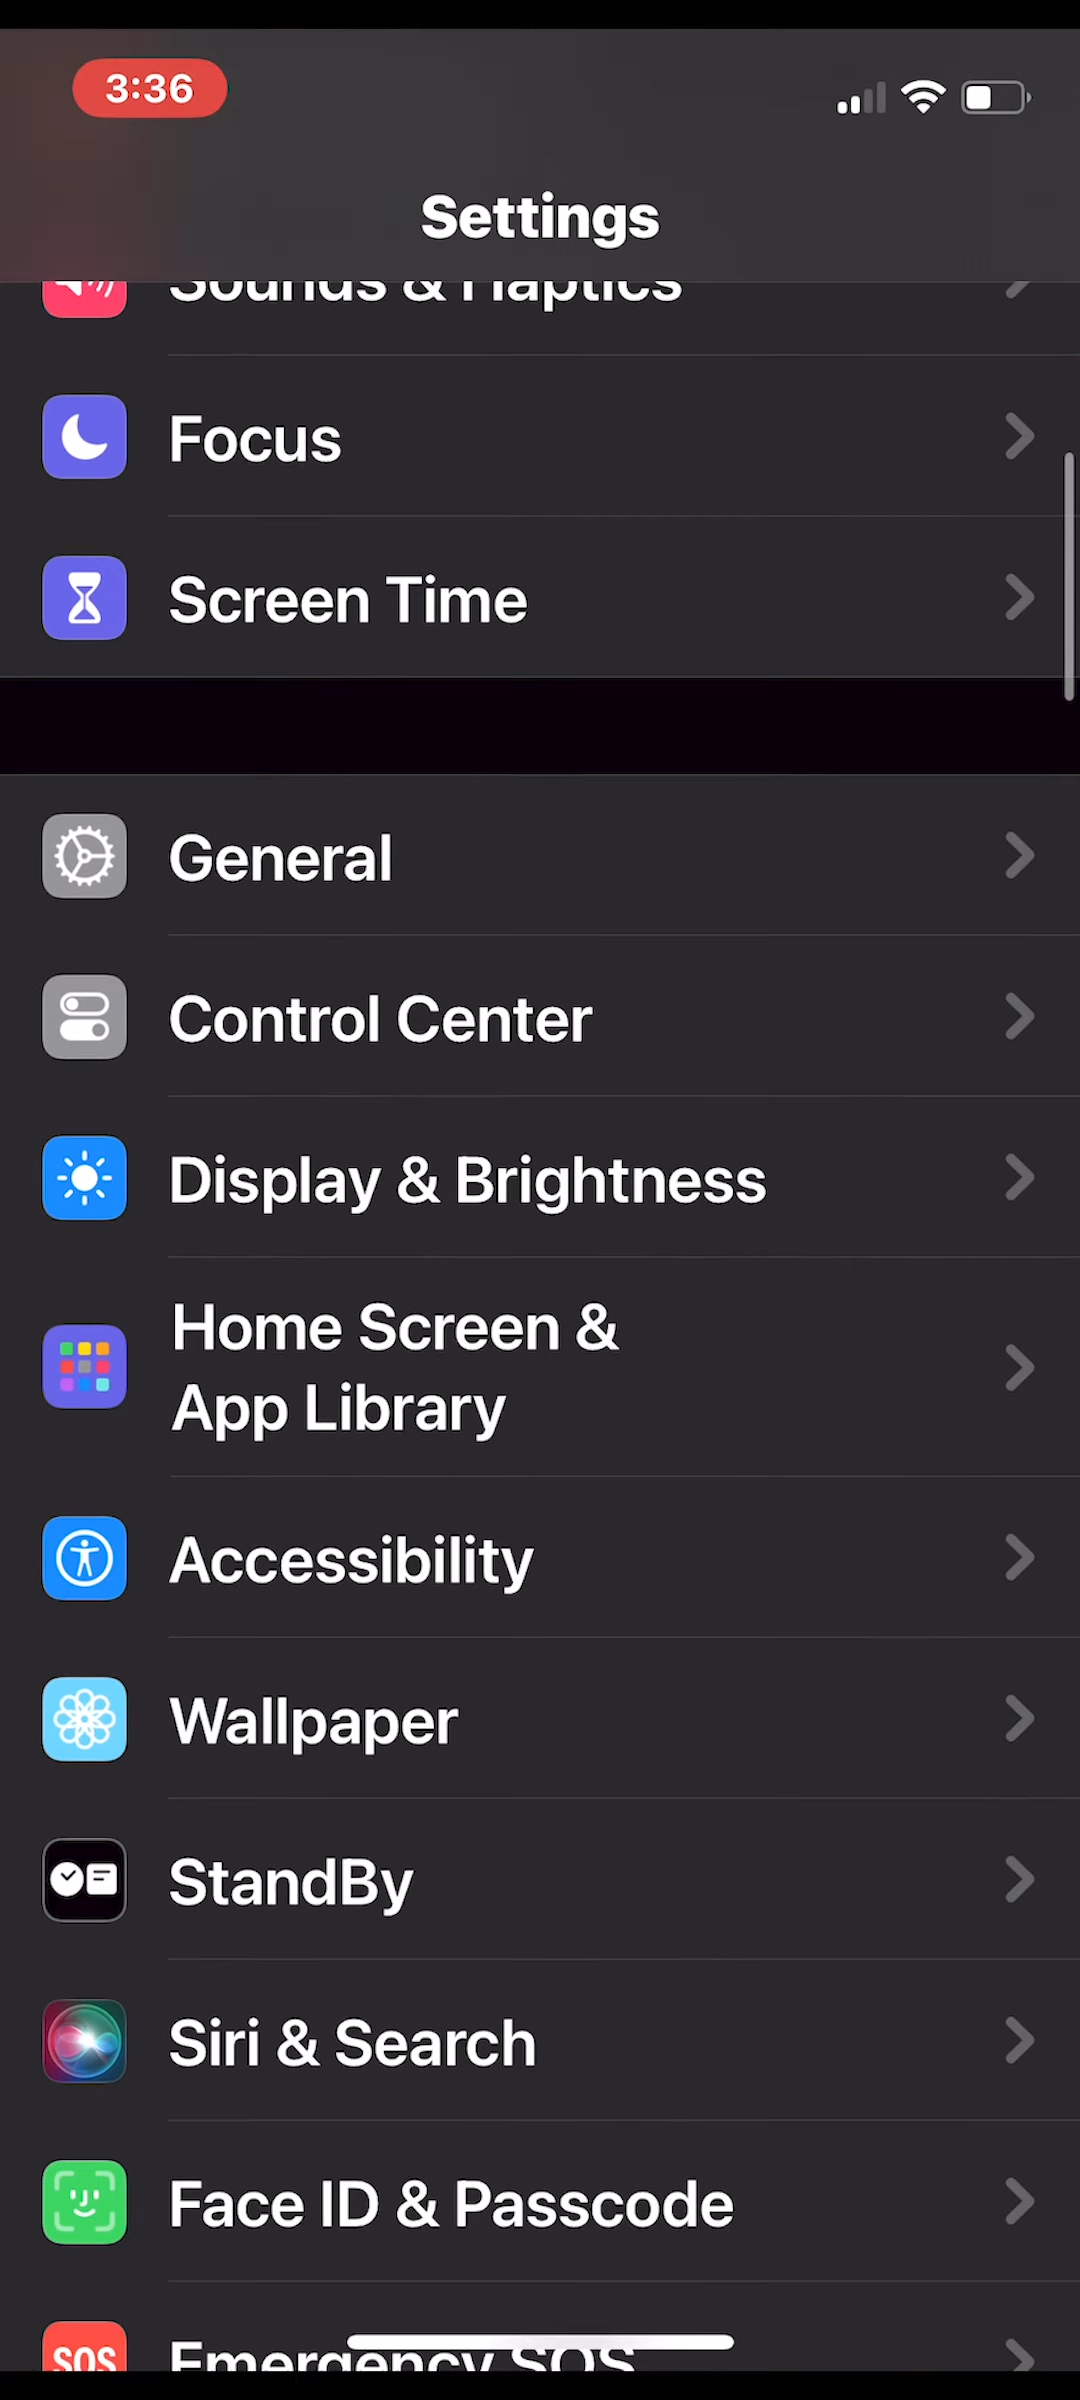 3:36
Settings
Sounds & Haptics
Focus
Screen Time
General
Control Center
Display & Brightness
Home Screen &
App Library
Accessibility
Wallpaper
StandBy
Siri & Search
Face ID & Passcode
SOS
Emergency SOS